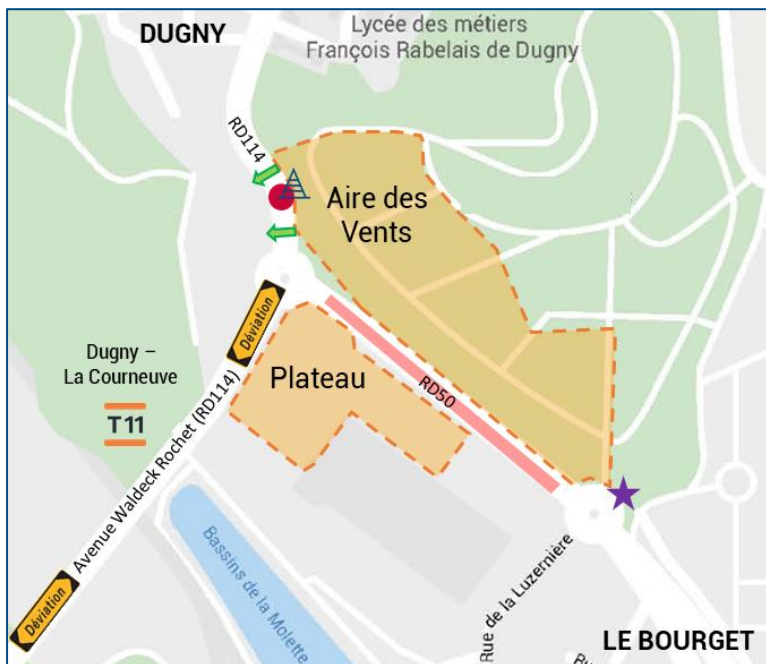 DUGNY
Lycée des métiers
François Rabelais de Dugny
RD114
Aire des
Vents
Déviation
Dugny –
La Courneuve
T11
Plateau
RD50
Avenue Waldeck Rochet (RD114)
Bassins de la Molette
Rue de la Luzernière
Déviation
LE BOURGET